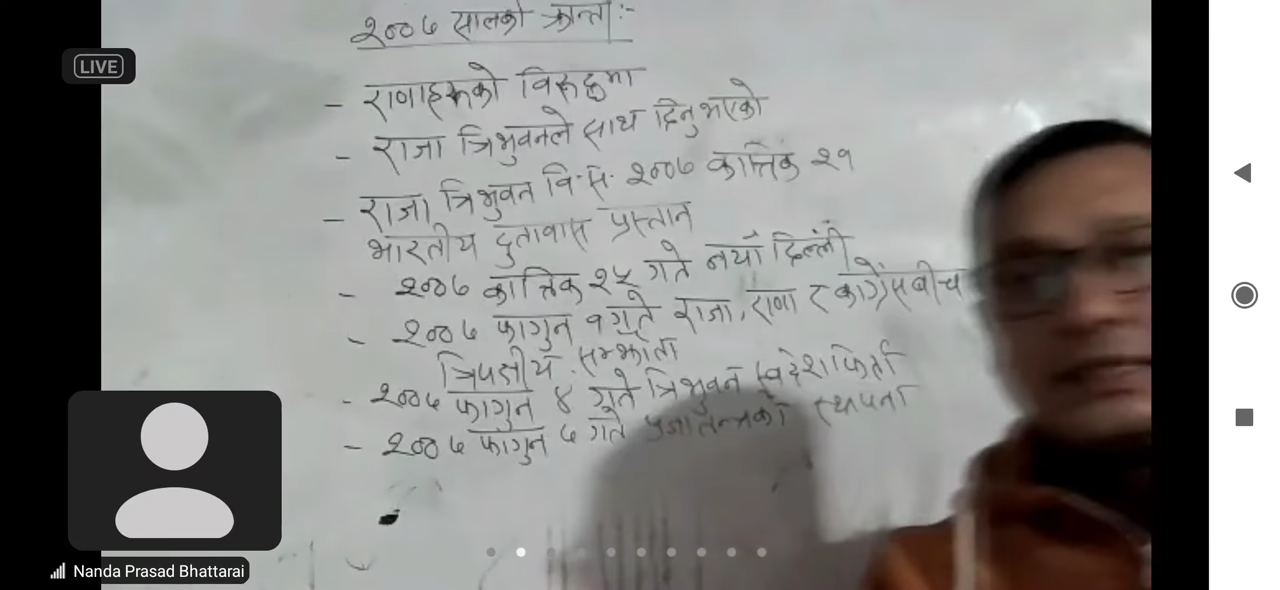 LIVE
२००७ सालको क्रान्ती:-
- राणाहरूको विरूद्धमा
- राजा त्रिभुवनले साथ दिनु भएको
- राजा त्रिभुवन वि.सं. २००७ कात्तिक २१
भारतीय दुतावास प्रस्तान
- २००७ कात्तिक २५ गते नयाँ दिल्ली
- २००७ फागुन १ गते राजा, राणा र काग्रेंसबीच
त्रिपक्षीय सम्झाता
- २००७ फागुन ४ गते त्रिभुवन स्वदेशफिर्ता
- २००७ फागुन ७ गते प्रजातन्त्रको स्थापना
Nanda Prasad Bhattarai